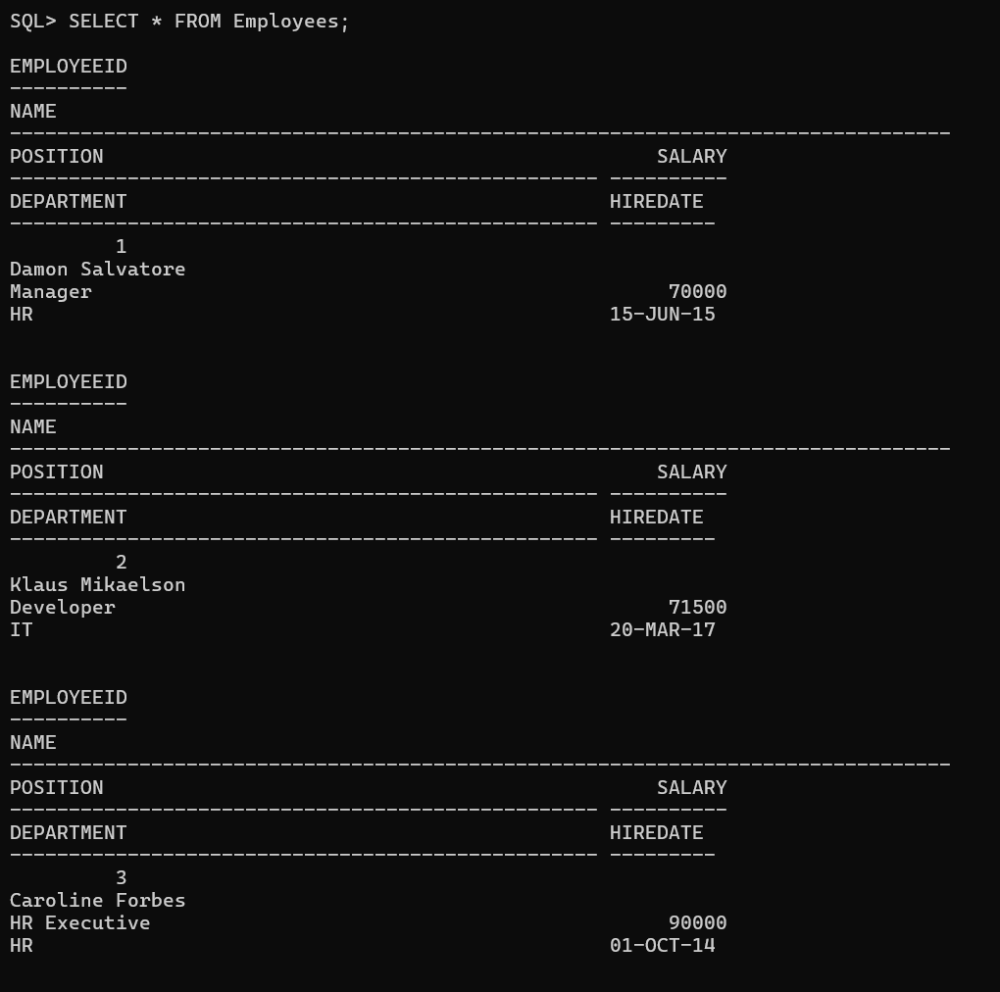 SQL> SELECT * FROM Employees;
EMPLOYEEID
----------
NAME
--------------------------------------------------------------------------------
POSITION                                               SALARY
-------------------------------------------------- ----------
DEPARTMENT                                         HIREDATE
-------------------------------------------------- ---------
         1
Damon Salvatore
Manager                                                 70000
HR                                                 15-JUN-15
EMPLOYEEID
----------
NAME
--------------------------------------------------------------------------------
POSITION                                               SALARY
-------------------------------------------------- ----------
DEPARTMENT                                         HIREDATE
-------------------------------------------------- ---------
         2
Klaus Mikaelson
Developer                                               71500
IT                                                 20-MAR-17
EMPLOYEEID
----------
NAME
--------------------------------------------------------------------------------
POSITION                                               SALARY
-------------------------------------------------- ----------
DEPARTMENT                                         HIREDATE
-------------------------------------------------- ---------
         3
Caroline Forbes
HR Executive                                            90000
HR                                                 01-OCT-14